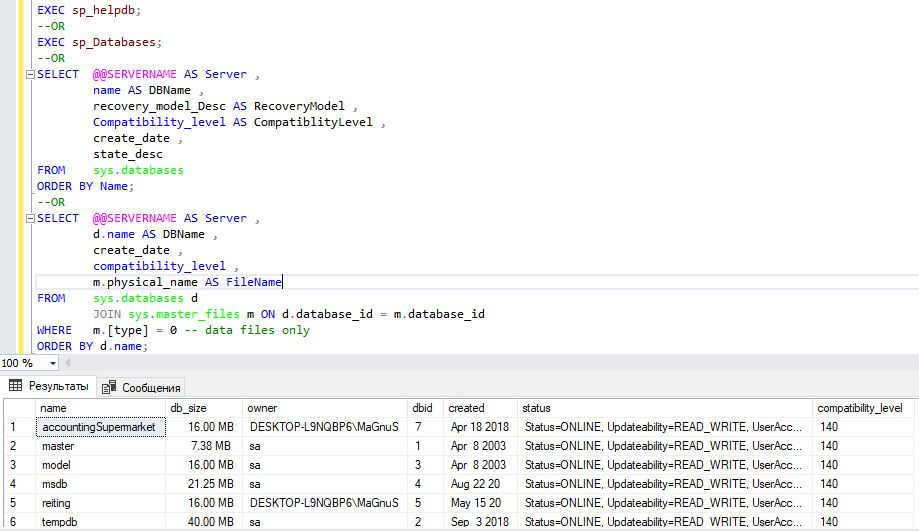 EXEC sp_helpdb;
--OR
EXEC sp_Databases;
--OR
SELECT @@SERVERNAME AS Server ,
name AS DBName ,
recovery_model_Desc AS RecoveryModel ,
Compatibility_level AS CompatiblityLevel ,
create_date ,
state_desc
FROM sys.databases
ORDER BY Name;
--OR
SELECT @@SERVERNAME AS Server ,
d.name AS DBName ,
create_date ,
compatibility_level ,
m.physical_name AS FileName
FROM sys.databases d
JOIN sys.master_files m ON d.database_id = m.database_id
WHERE m.[type] = 0 -- data files only
ORDER BY d.name;
100 %
Результаты Сообщения
name db_size owner dbid created status compatibility_level
1 accountingSupermarket 16.00 MB DESKTOP-L9NQBP6\MaGnuS 7 Apr 18 2018 Status=ONLINE, Updateability=READ_WRITE, UserAcc... 140
2 master 7.38 MB sa 1 Apr 8 2003 Status=ONLINE, Updateability=READ_WRITE, UserAcc... 140
3 model 16.00 MB sa 3 Apr 8 2003 Status=ONLINE, Updateability=READ_WRITE, UserAcc... 140
4 msdb 21.25 MB sa 4 Aug 22 20 Status=ONLINE, Updateability=READ_WRITE, UserAcc... 140
5 reiting 16.00 MB DESKTOP-L9NQBP6\MaGnuS 5 May 15 20 Status=ONLINE, Updateability=READ_WRITE, UserAcc... 140
6 tempdb 40.00 MB sa 2 Sep 3 2018 Status=ONLINE, Updateability=READ_WRITE, UserAcc... 140